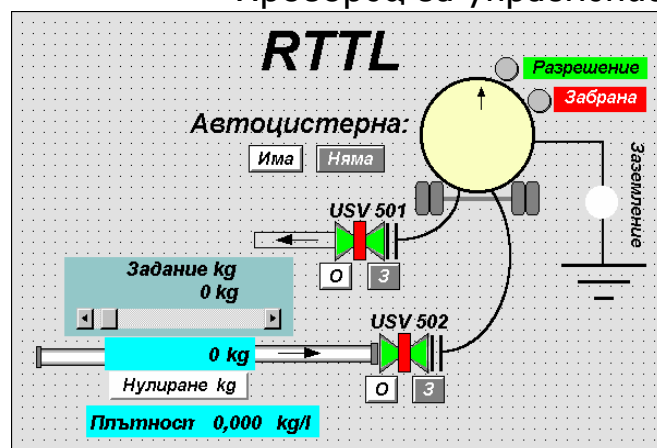 RTTL
Разрешение
Забрана
Автоцистерна:
Има
Няма
Заземление
USV 501
О
З
Задание kg
0 kg
USV 502
0 kg
О
З
Нулиране kg
Плътност 0,000 kg/l